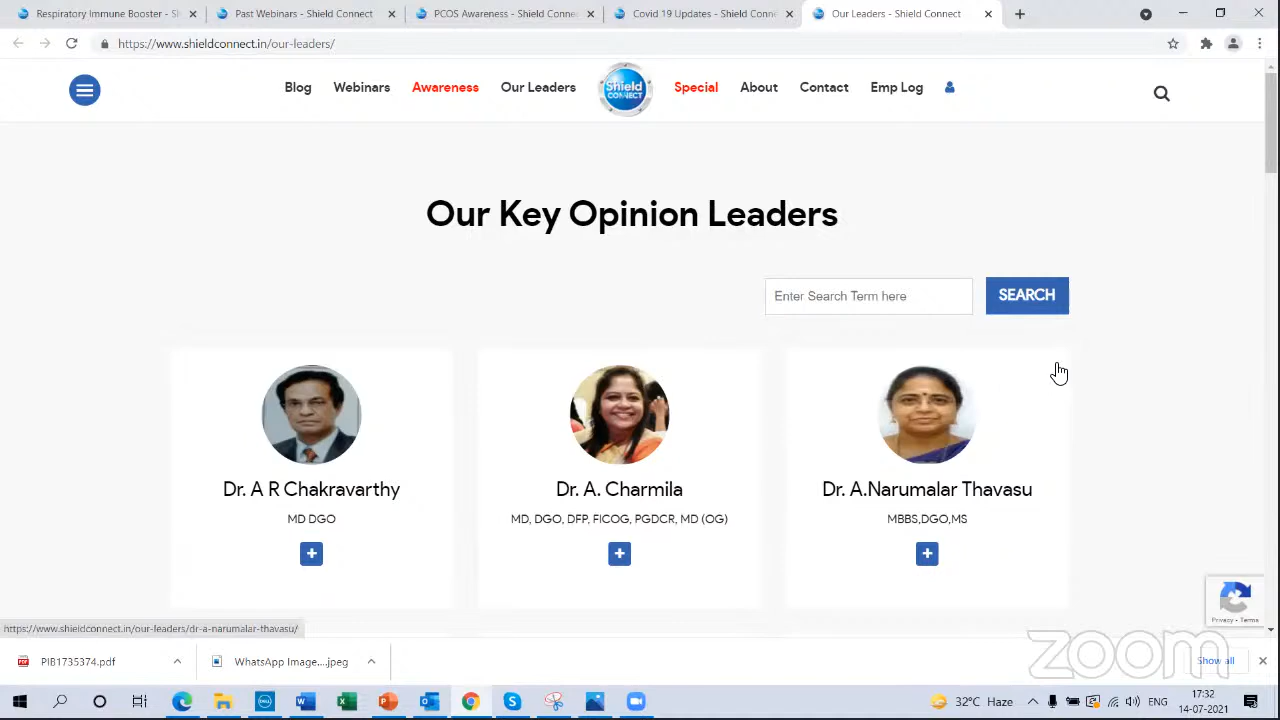 Respiratory Immune Booster - S
Past Webinars - Shield Connect
PCOS Awareness - Shield Conne
Covid 19 Updates - Shield Conne
Our Leaders - Shield Connect
https://www.shieldconnect.in/our-leaders/
Blog
Webinars
Awareness
Our Leaders
Shield
CONNECT
Special
About
Contact
Emp Log
Our Key Opinion Leaders
Enter Search Term here
SEARCH
Dr. A R Chakravarthy
MD DGO
Dr. A. Charmila
MD, DGO, DFP, FICOG, PGDCR, MD (OG)
Dr. A.Narumalar Thavasu
MBBS,DGO,MS
Privacy - Terms
https://www.shieldconnect.in/our-leaders/dr-a-narumalar-thavasu/
zoom
PIB1735374.pdf
WhatsApp Image....jpeg
Show all
32°C Haze
ENG
17:32
14-07-2021